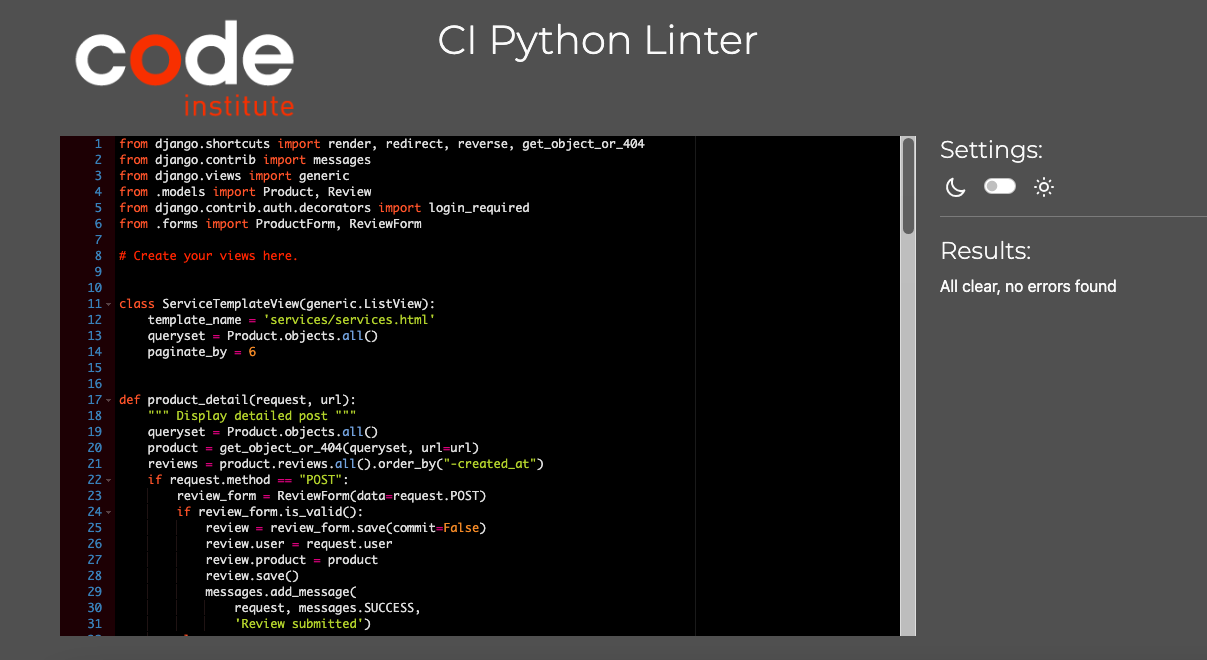 code
institute
CI Python Linter
1 from django.shortcuts import render, redirect, reverse, get_object_or_404
2 from django.contrib import messages
3 from django.views import generic
4 from .models import Product, Review
5 from django.contrib.auth.decorators import login_required
6 from .forms import ProductForm, ReviewForm
7
8 # Create your views here.
9
10
11 class ServiceTemplateView(generic.ListView):
12     template_name = 'services/services.html'
13     queryset = Product.objects.all()
14     paginate_by = 6
15
16
17 def product_detail(request, url):
18     """ Display detailed post """
19     queryset = Product.objects.all()
20     product = get_object_or_404(queryset, url=url)
21     reviews = product.reviews.all().order_by("-created_at")
22     if request.method == "POST":
23         review_form = ReviewForm(data=request.POST)
24         if review_form.is_valid():
25             review = review_form.save(commit=False)
26             review.user = request.user
27             review.product = product
28             review.save()
29             messages.add_message(
30                 request, messages.SUCCESS,
31                 'Review submitted')
Settings:
Results:
All clear, no errors found